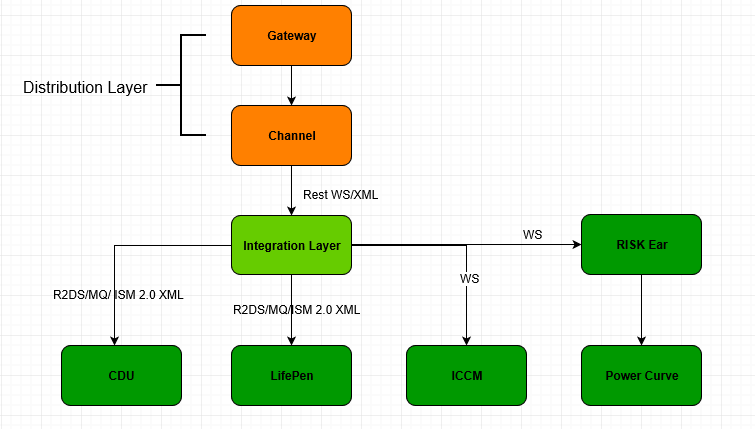 Gateway
Distribution Layer
Channel
Rest WS/XML
Integration Layer
WS
RISK Ear
WS
R2DS/MQ/ ISM 2.0 XML
R2DS/MQ/ISM 2.0 XML
CDU
LifePen
ICCM
Power Curve